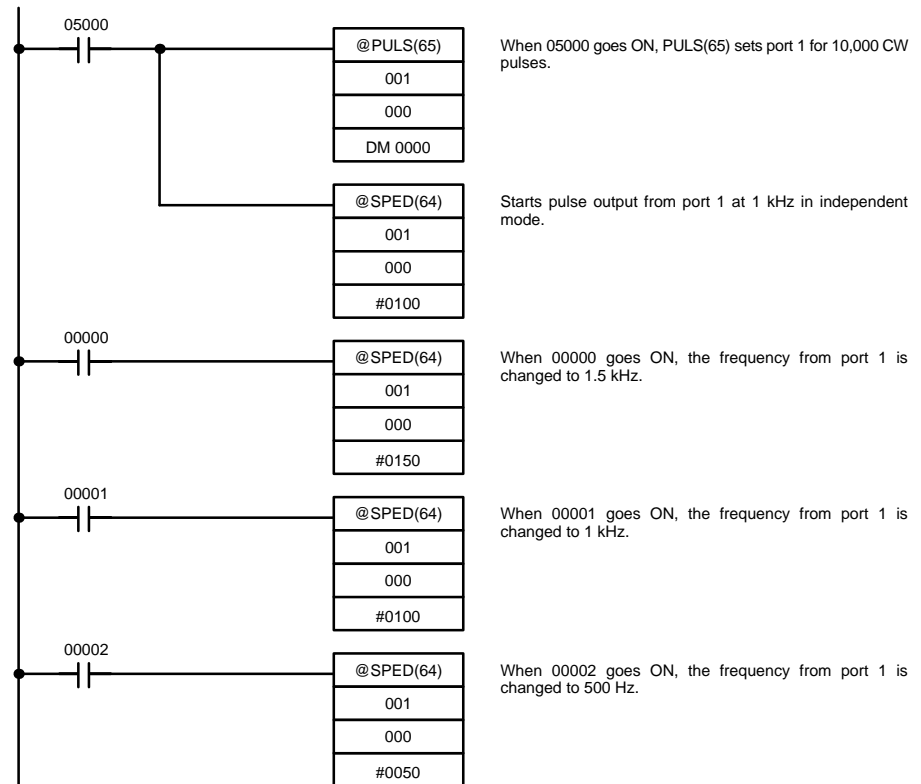 05000
@PULS(65)
001
000
DM 0000
When 05000 goes ON, PULS(65) sets port 1 for 10,000 CW
pulses.
@SPED(64)
001
000
#0100
Starts pulse output from port 1 at 1 kHz in independent
mode.
00000
@SPED(64)
001
000
#0150
When 00000 goes ON, the frequency from port 1 is
changed to 1.5 kHz.
00001
@SPED(64)
001
000
#0100
When 00001 goes ON, the frequency from port 1 is
changed to 1 kHz.
00002
@SPED(64)
001
000
#0050
When 00002 goes ON, the frequency from port 1 is
changed to 500 Hz.